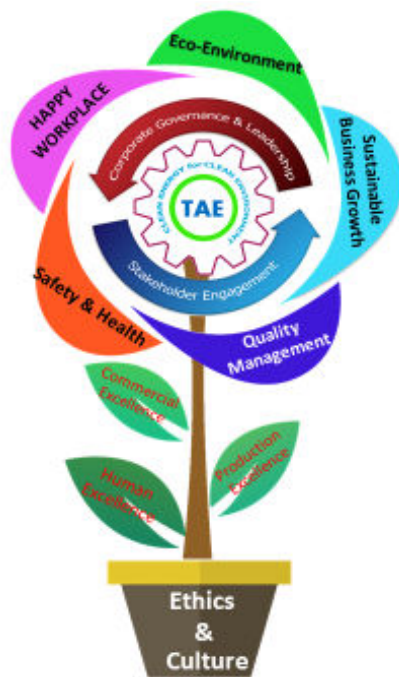 Eco-Environment
HAPPY
WORKPLACE
Sustainable
Business Growth
Corporate Governance & Leadership
CLEAN ENERGY for CLEAN ENVIRONMENT
TAE
Stakeholder Engagement
Safety & Health
Quality
Management
Commercial
Excellence
Production
Excellence
Human
Excellence
Ethics
&
Culture